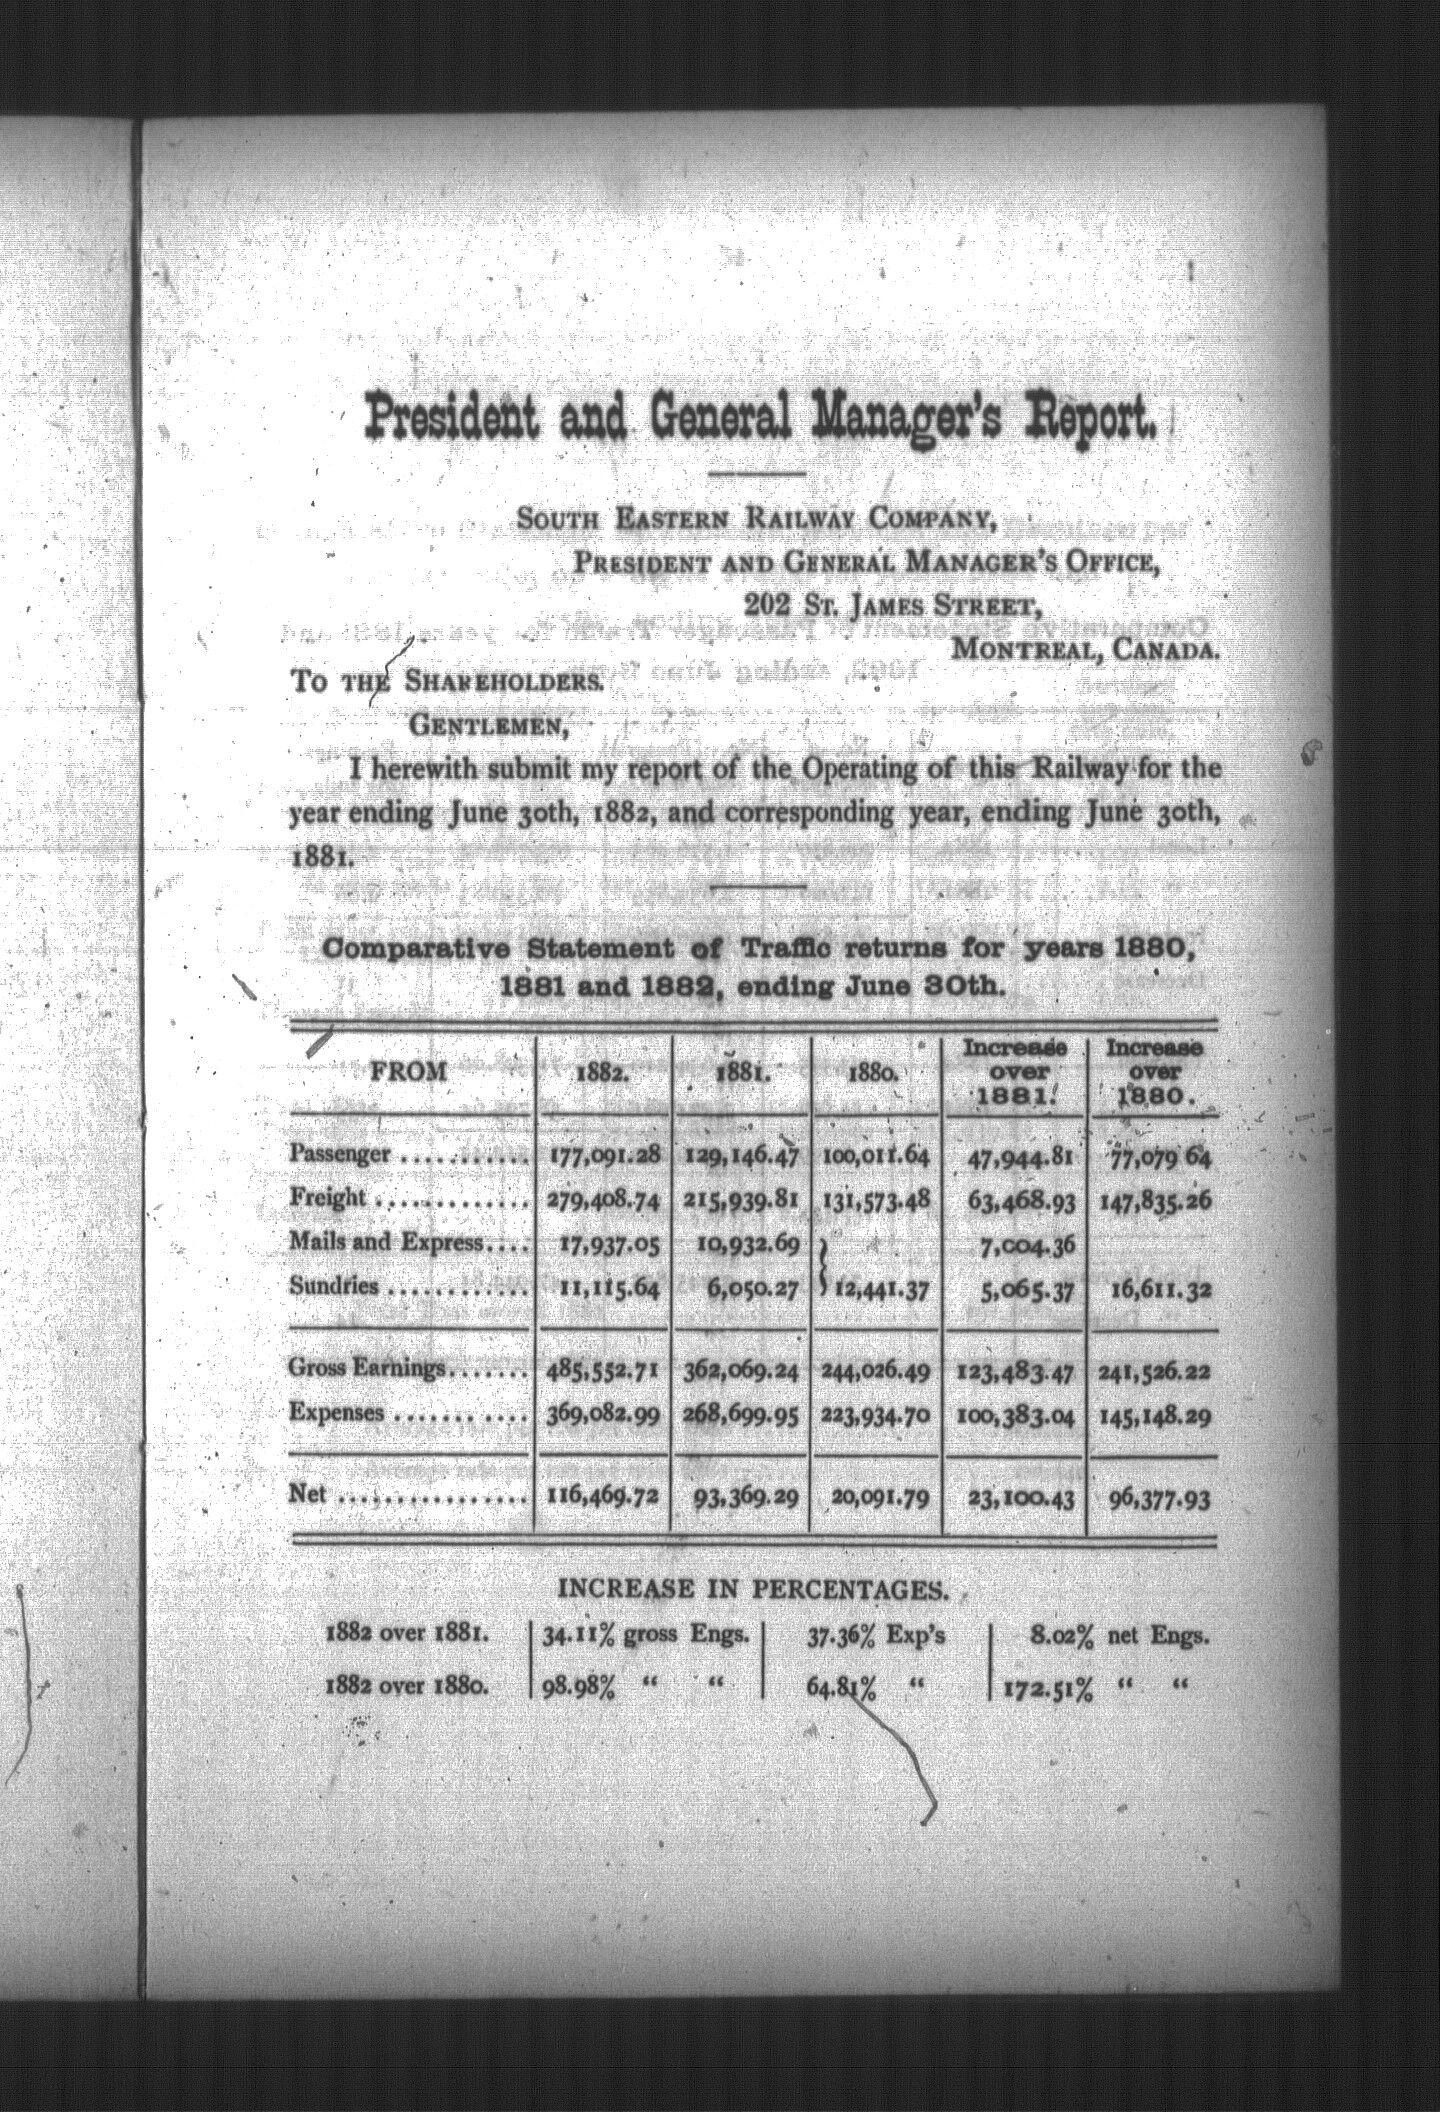 President and General Manager's Report.
South Eastern Railway Company,
President and General Manager's Office,
202 St. James Street,
Montreal, Canada.
To the Shareholders.
Gentlemen,
I herewith submit my report of the Operating of this Railway for the
year ending June 30th, 1882, and corresponding year, ending June 30th,
1881.
Comparative Statement of Traffic returns for years 1880,
1881 and 1882, ending June 30th.
FROM 1882. 1881. 1880. Increase over 1881. Increase over 1880.
Passenger ........... 177,091.28 129,146.47 100,011.64 47,944.81 77,079 64
Freight ............. 279,408.74 215,939.81 131,573.48 63,468.93 147,835.26
Mails and Express.... 17,937.05 10,932.69 } 7,004.36
Sundries ............ 11,115.64 6,050.27 } 12,441.37 5,065.37 16,611.32
Gross Earnings....... 485,552.71 362,069.24 244,026.49 123,483.47 241,526.22
Expenses ....... .... 369,082.99 268,699.95 223,934.70 100,383.04 145,148.29
Net ................ 116,469.72 93,369.29 20,091.79 23,100.43 96,377.93
INCREASE IN PERCENTAGES.
1882 over 1881. 34.11% gross Engs. 37.36% Exp's 8.02% net Engs.
1882 over 1880. 98.98% " " 64.81% " 172.51% " "